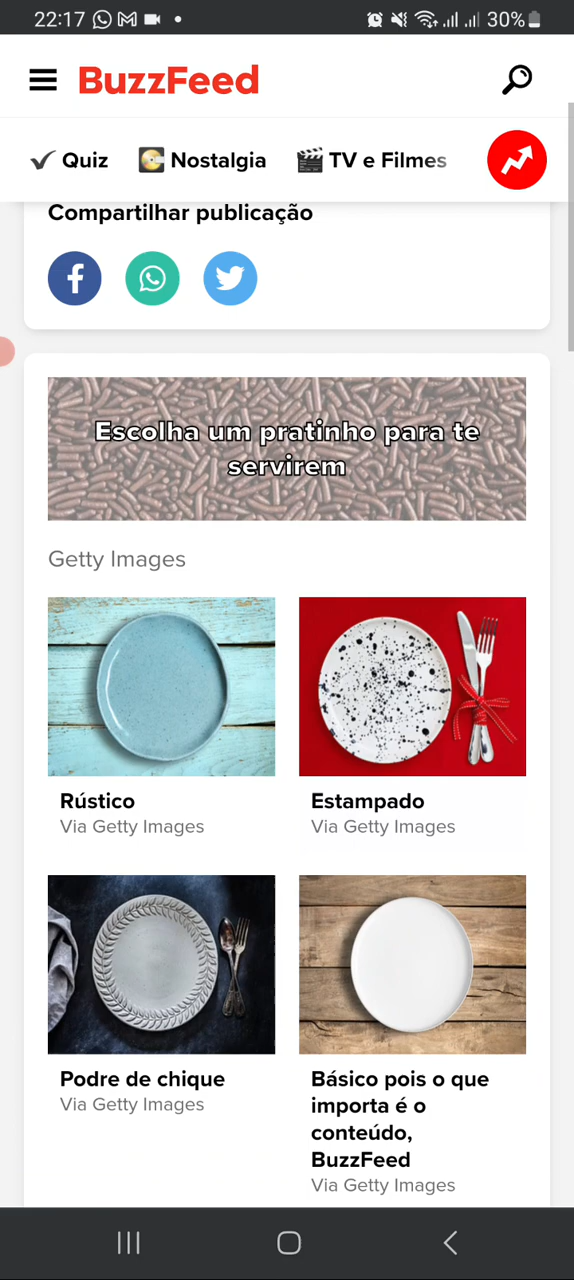 22:17
30%
BuzzFeed
Quiz
Nostalgia
TV e Filmes
Compartilhar publicação
Escolha um pratinho para te
servirem
Getty Images
Rústico
Via Getty Images
Estampado
Via Getty Images
Podre de chique
Via Getty Images
Básico pois o que
importa é o
conteúdo,
BuzzFeed
Via Getty Images